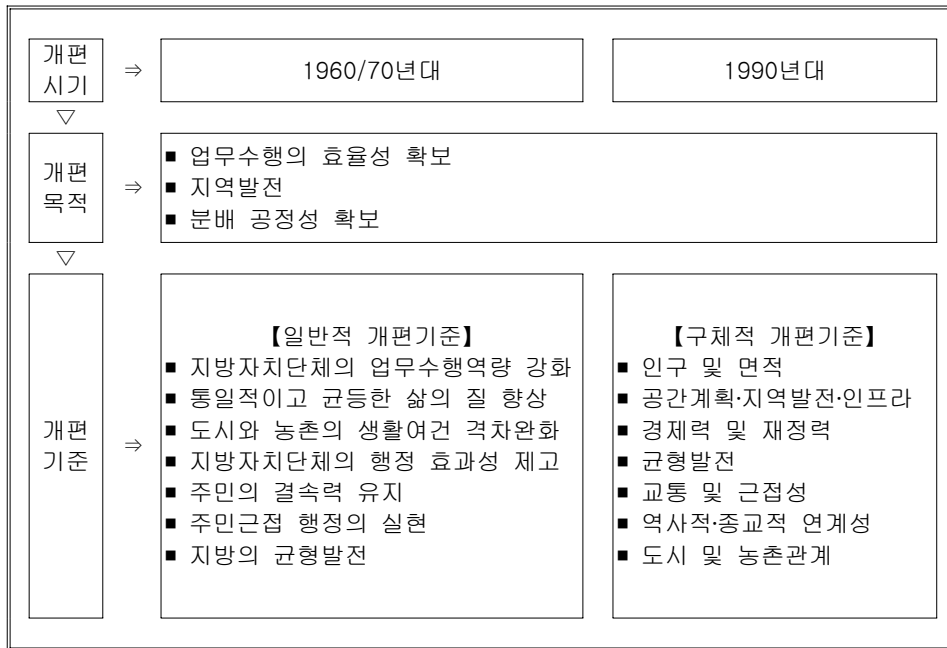 개편
시기
⇒
1960/70년대
1990년대
▽
개편
목적
⇒
■ 업무수행의 효율성 확보
■ 지역발전
■ 분배 공정성 확보
▽
개편
기준
⇒
【일반적 개편기준】
■ 지방자치단체의 업무수행역량 강화
■ 통일적이고 균등한 삶의 질 향상
■ 도시와 농촌의 생활여건 격차완화
■ 지방자치단체의 행정 효과성 제고
■ 주민의 결속력 유지
■ 주민근접 행정의 실현
■ 지방의 균형발전
【구체적 개편기준】
■ 인구 및 면적
■ 공간계획·지역발전·인프라
■ 경제력 및 재정력
■ 균형발전
■ 교통 및 근접성
■ 역사적·종교적 연계성
■ 도시 및 농촌관계